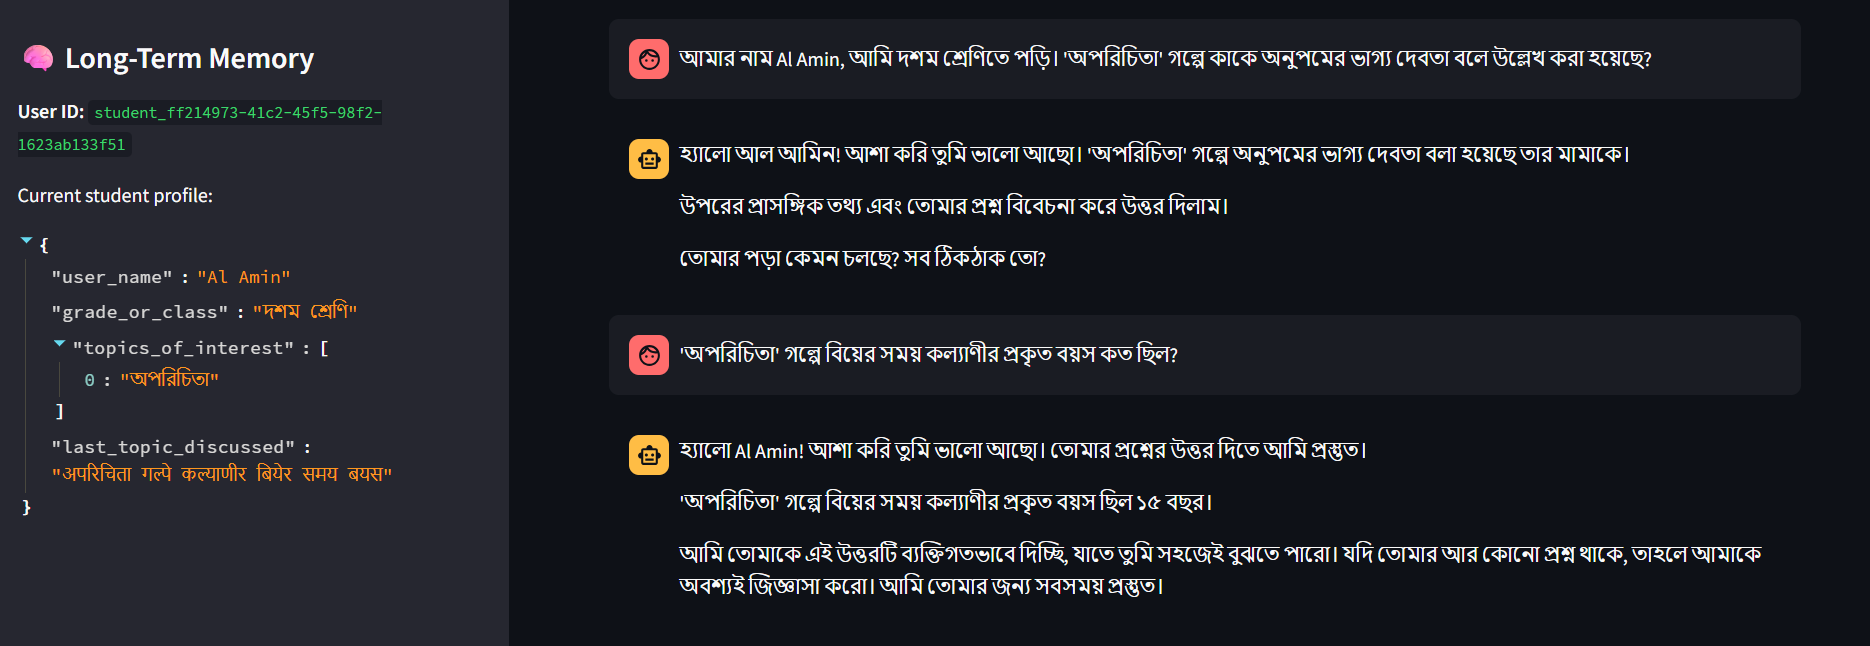 Long-Term Memory
User ID: student_ff214973-41c2-45f5-98f2-
1623ab133f51
Current student profile:
{
"user_name" : "Al Amin"
"grade_or_class" : "দশম শ্রেণি"
"topics_of_interest" : [
0 : "অপরিচিতা"
]
"last_topic_discussed" :
"अपरिचिता गल्पे कल्याणीर बियेर समय बयस"
}
আমার নাম Al Amin, আমি দশম শ্রেণিতে পড়ি। 'অপরিচিতা' গল্পে কাকে অনুপমের ভাগ্য দেবতা বলে উল্লেখ করা হয়েছে?
হ্যালো আল আমিন! আশা করি তুমি ভালো আছো। 'অপরিচিতা' গল্পে অনুপমের ভাগ্য দেবতা বলা হয়েছে তার মামাকে।
উপরের প্রাসঙ্গিক তথ্য এবং তোমার প্রশ্ন বিবেচনা করে উত্তর দিলাম।
তোমার পড়া কেমন চলছে? সব ঠিকঠাক তো?
'অপরিচিতা' গল্পে বিয়ের সময় কল্যাণীর প্রকৃত বয়স কত ছিল?
হ্যালো Al Amin! আশা করি তুমি ভালো আছো। তোমার প্রশ্নের উত্তর দিতে আমি প্রস্তুত।
'অপরিচিতা' গল্পে বিয়ের সময় কল্যাণীর প্রকৃত বয়স ছিল ১৫ বছর।
আমি তোমাকে এই উত্তরটি ব্যক্তিগতভাবে দিচ্ছি, যাতে তুমি সহজেই বুঝতে পারো। যদি তোমার আর কোনো প্রশ্ন থাকে, তাহলে আমাকে
অবশ্যই জিজ্ঞাসা করো। আমি তোমার জন্য সবসময় প্রস্তুত।